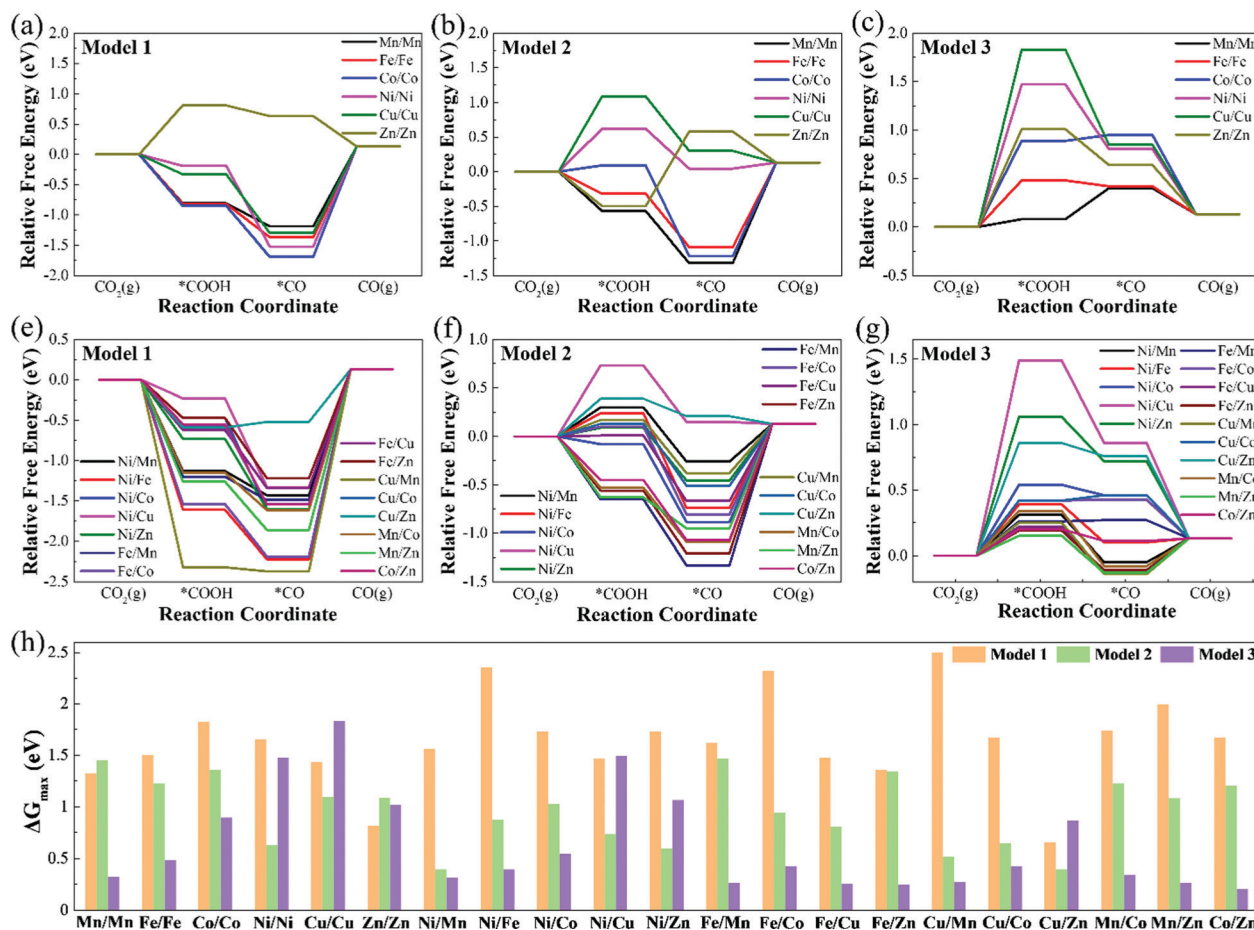 (a)
Model 1
Relative Free Energy (eV)
2.0
1.5
1.0
0.5
0.0
-0.5
-1.0
-1.5
-2.0
Mn/Mn
Fe/Fe
Co/Co
Ni/Ni
Cu/Cu
Zn/Zn
CO2(g) *COOH *CO CO(g)
Reaction Coordinate
(b)
Model 2
Relative Free Energy (eV)
2.0
1.5
1.0
0.5
0.0
-0.5
-1.0
-1.5
Mn/Mn
Fe/Fe
Co/Co
Ni/Ni
Cu/Cu
Zn/Zn
CO2(g) *COOH *CO CO(g)
Reaction Coordinate
(c)
Model 3
Relative Free Energy (eV)
2.0
1.5
1.0
0.5
0.0
-0.5
Mn/Mn
Fe/Fe
Co/Co
Ni/Ni
Cu/Cu
Zn/Zn
CO2(g) *COOH *CO CO(g)
Reaction Coordinate
(e)
Model 1
Relative Free Energy (eV)
0.5
0.0
-0.5
-1.0
-1.5
-2.0
-2.5
Ni/Mn
Ni/Fe
Ni/Co
Ni/Cu
Ni/Zn
Fe/Mn
Fe/Co
Fe/Cu
Fe/Zn
Cu/Mn
Cu/Co
Cu/Zn
Mn/Co
Mn/Zn
Co/Zn
CO2(g) *COOH *CO CO(g)
Reaction Coordinate
(f)
Model 2
Relative Free Energy (eV)
1.0
0.5
0.0
-0.5
-1.0
-1.5
Fe/Mn
Fe/Co
Fe/Cu
Fe/Zn
Ni/Mn
Ni/Fe
Ni/Co
Ni/Cu
Ni/Zn
Cu/Mn
Cu/Co
Cu/Zn
Mn/Co
Mn/Zn
Co/Zn
CO2(g) *COOH *CO CO(g)
Reaction Coordinate
(g)
Model 3
Relative Free Energy (eV)
1.5
1.0
0.5
0.0
Ni/Mn
Ni/Fe
Ni/Co
Ni/Cu
Ni/Zn
Fe/Mn
Fe/Co
Fe/Cu
Fe/Zn
Cu/Mn
Cu/Co
Cu/Zn
Mn/Co
Mn/Zn
Co/Zn
CO2(g) *COOH *CO CO(g)
Reaction Coordinate
(h)
ΔGmax (eV)
2.5
2
1.5
1
0.5
0
Model 1 Model 2 Model 3
Mn/Mn Fe/Fe Co/Co Ni/Ni Cu/Cu Zn/Zn Ni/Mn Ni/Fe Ni/Co Ni/Cu Ni/Zn Fe/Mn Fe/Co Fe/Cu Fe/Zn Cu/Mn Cu/Co Cu/Zn Mn/Co Mn/Zn Co/Zn